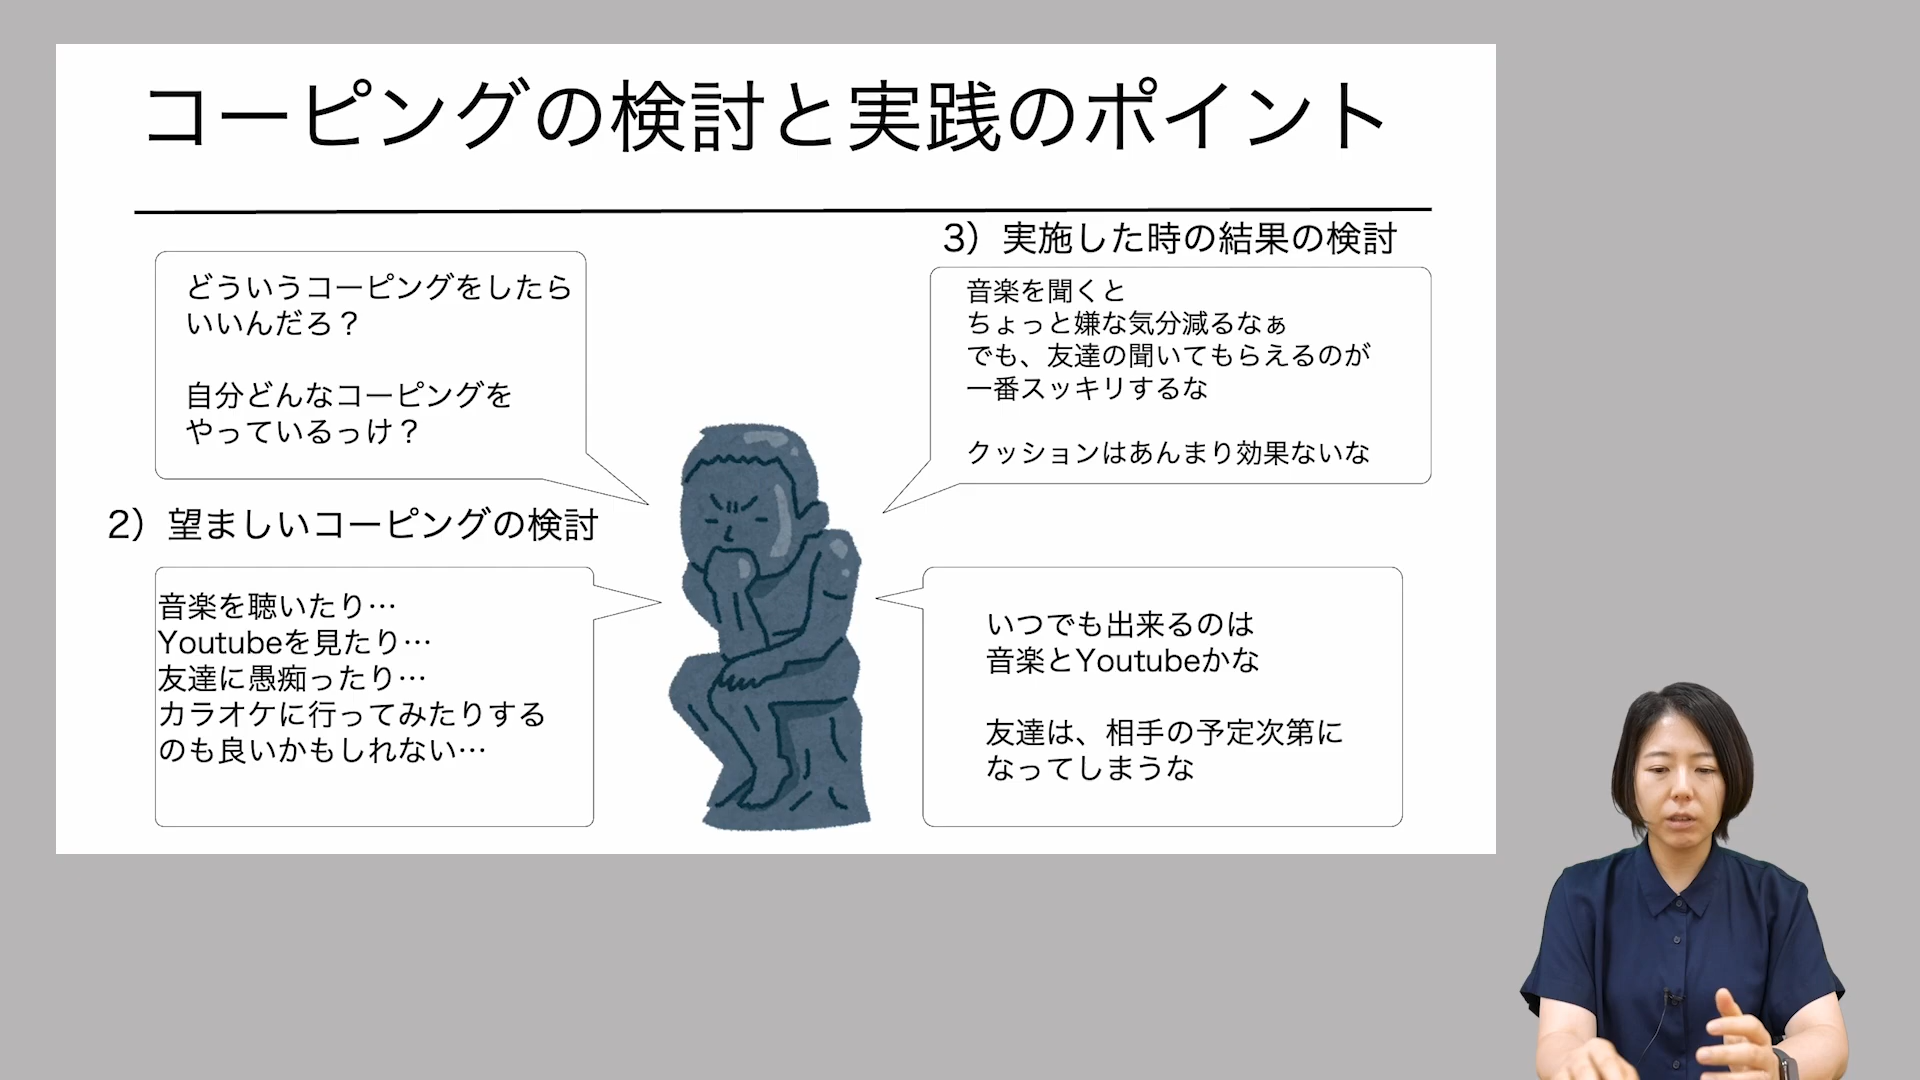 コーピングの検討と実践のポイント
どういうコーピングをしたら
いいんだろ？
自分どんなコーピングを
やっているっけ？
2）望ましいコーピングの検討
音楽を聴いたり…
Youtubeを見たり…
友達に愚痴ったり…
カラオケに行ってみたりする
のも良いかもしれない…
3）実施した時の結果の検討
音楽を聞くと
ちょっと嫌な気分減るなぁ
でも、友達の聞いてもらえるのが
一番スッキリするな
クッションはあんまり効果ないな
いつでも出来るのは
音楽とYoutubeかな
友達は、相手の予定次第に
なってしまうな